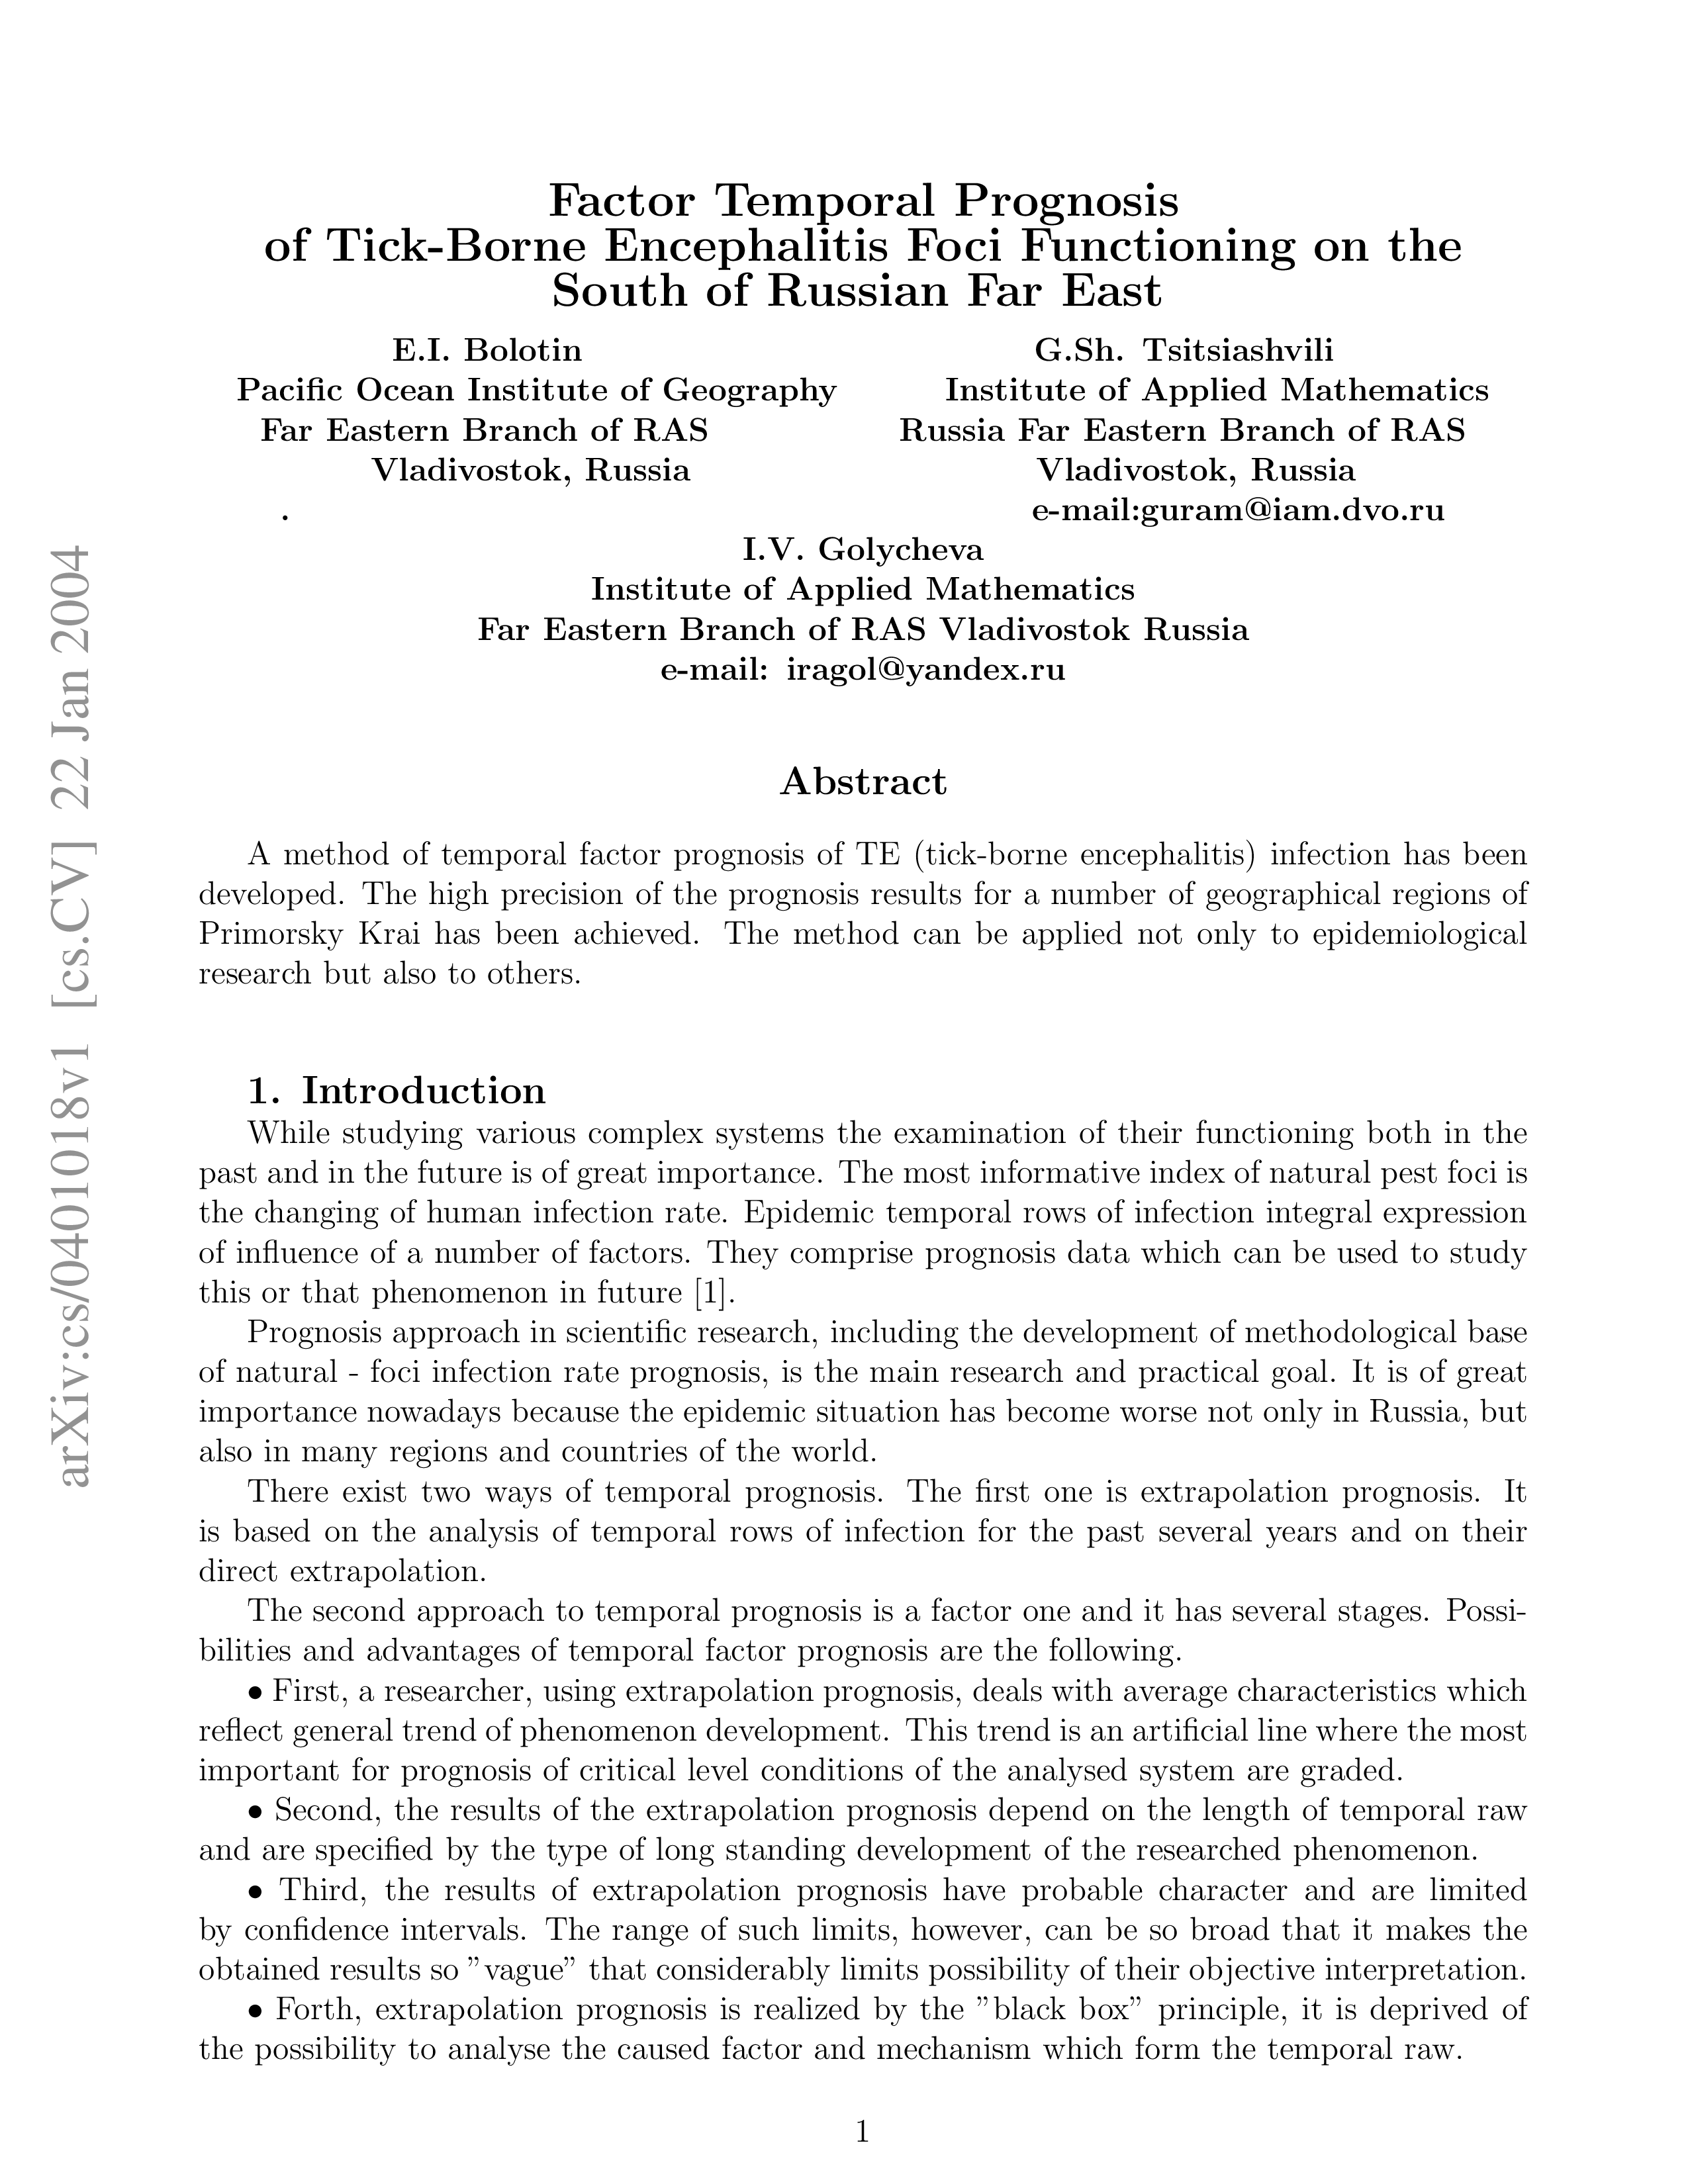 Factor Temporal Prognosis
of Tick-Borne Encephalitis Foci Functioning on the
South of Russian Far East
E.I. Bolotin
Pacific Ocean Institute of Geography
Far Eastern Branch of RAS
Vladivostok, Russia
.
G.Sh. Tsitsiashvili
Institute of Applied Mathematics
Russia Far Eastern Branch of RAS
Vladivostok, Russia
e-mail:guram@iam.dvo.ru
I.V. Golycheva
Institute of Applied Mathematics
Far Eastern Branch of RAS Vladivostok Russia
e-mail: iragol@yandex.ru
Abstract
A method of temporal factor prognosis of TE (tick-borne encephalitis) infection has been
developed. The high precision of the prognosis results for a number of geographical regions of
Primorsky Krai has been achieved. The method can be applied not only to epidemiological
research but also to others.
1. Introduction
While studying various complex systems the examination of their functioning both in the
past and in the future is of great importance. The most informative index of natural pest foci is
the changing of human infection rate. Epidemic temporal rows of infection integral expression
of influence of a number of factors. They comprise prognosis data which can be used to study
this or that phenomenon in future [1].
Prognosis approach in scientific research, including the development of methodological base
of natural - foci infection rate prognosis, is the main research and practical goal. It is of great
importance nowadays because the epidemic situation has become worse not only in Russia, but
also in many regions and countries of the world.
There exist two ways of temporal prognosis. The first one is extrapolation prognosis. It
is based on the analysis of temporal rows of infection for the past several years and on their
direct extrapolation.
The second approach to temporal prognosis is a factor one and it has several stages. Possi-
bilities and advantages of temporal factor prognosis are the following.
• First, a researcher, using extrapolation prognosis, deals with average characteristics which
reflect general trend of phenomenon development. This trend is an artificial line where the most
important for prognosis of critical level conditions of the analysed system are graded.
• Second, the results of the extrapolation prognosis depend on the length of temporal raw
and are specified by the type of long standing development of the researched phenomenon.
• Third, the results of extrapolation prognosis have probable character and are limited
by confidence intervals. The range of such limits, however, can be so broad that it makes the
obtained results so ”vague” that considerably limits possibility of their objective interpretation.
• Forth, extrapolation prognosis is realized by the ”black box” principle, it is deprived of
the possibility to analyse the caused factor and mechanism which form the temporal raw.
1
arXiv:cs/0401018v1 [cs.CV] 22 Jan 2004